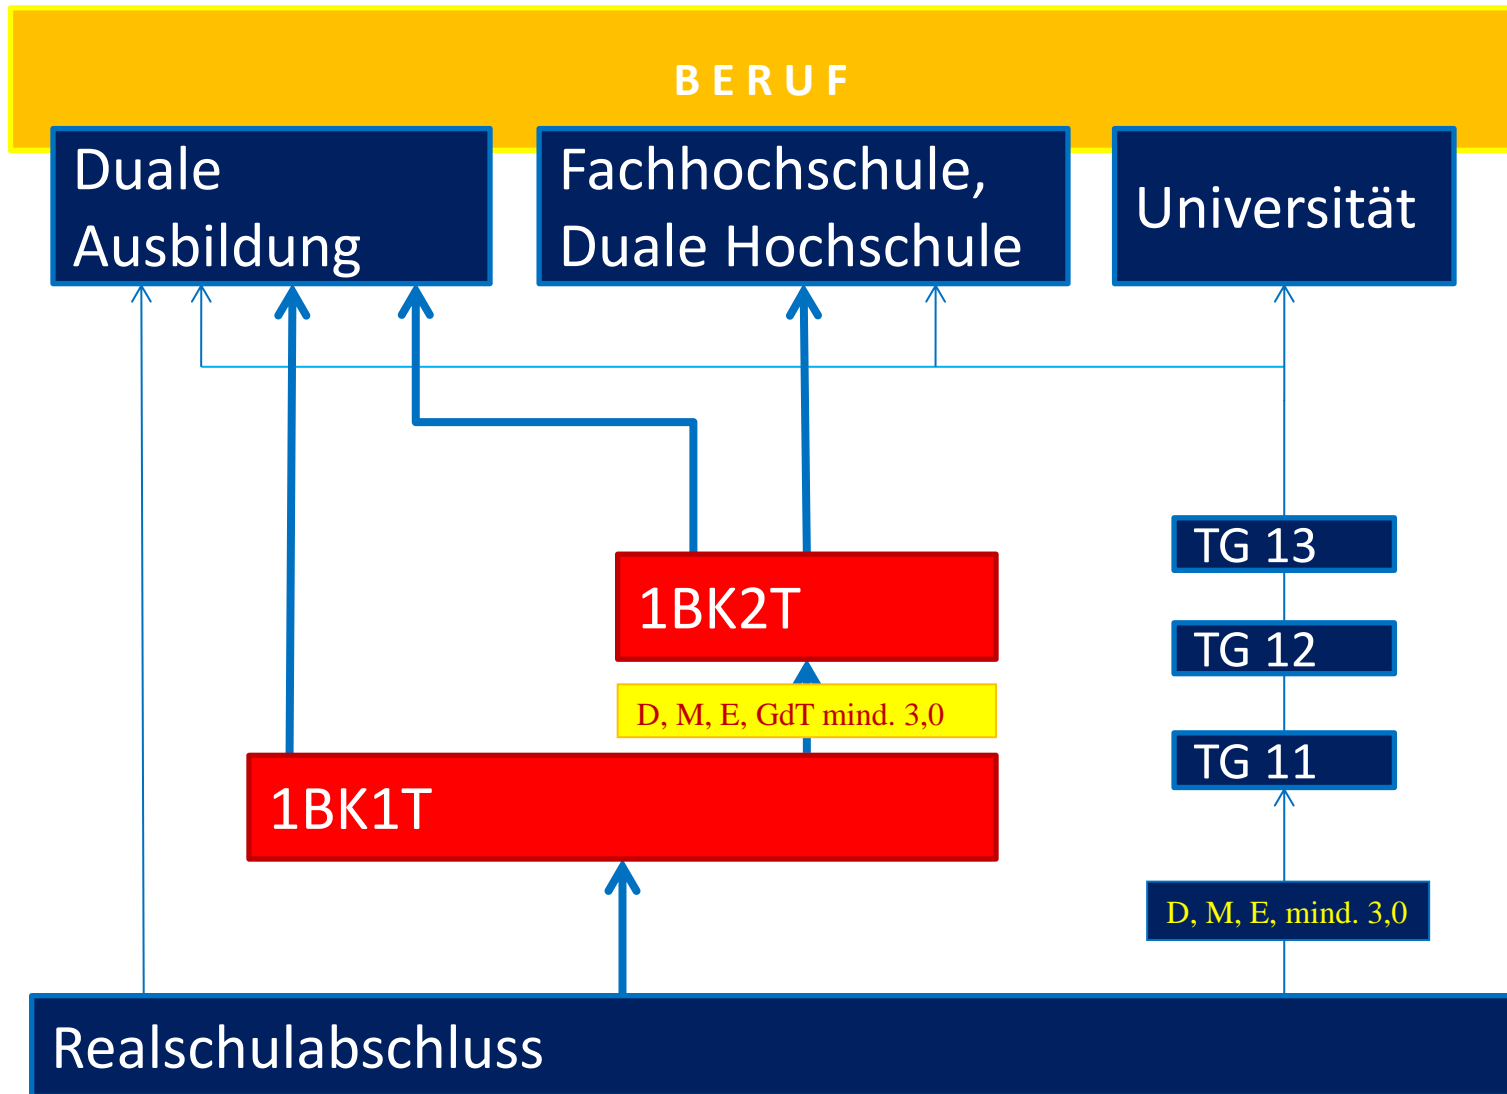 B E R U F
Duale
Ausbildung
Fachhochschule,
Duale Hochschule
Universität
TG 13
1BK2T
TG 12
D, M, E, GdT mind. 3,0
TG 11
1BK1T
D, M, E, mind. 3,0
Realschulabschluss